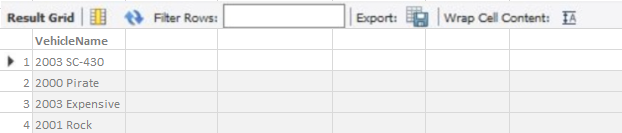 Result Grid Filter Rows: Export: Wrap Cell Content: IA
VehicleName
1 2003 SC-430
2 2000 Pirate
3 2003 Expensive
4 2001 Rock